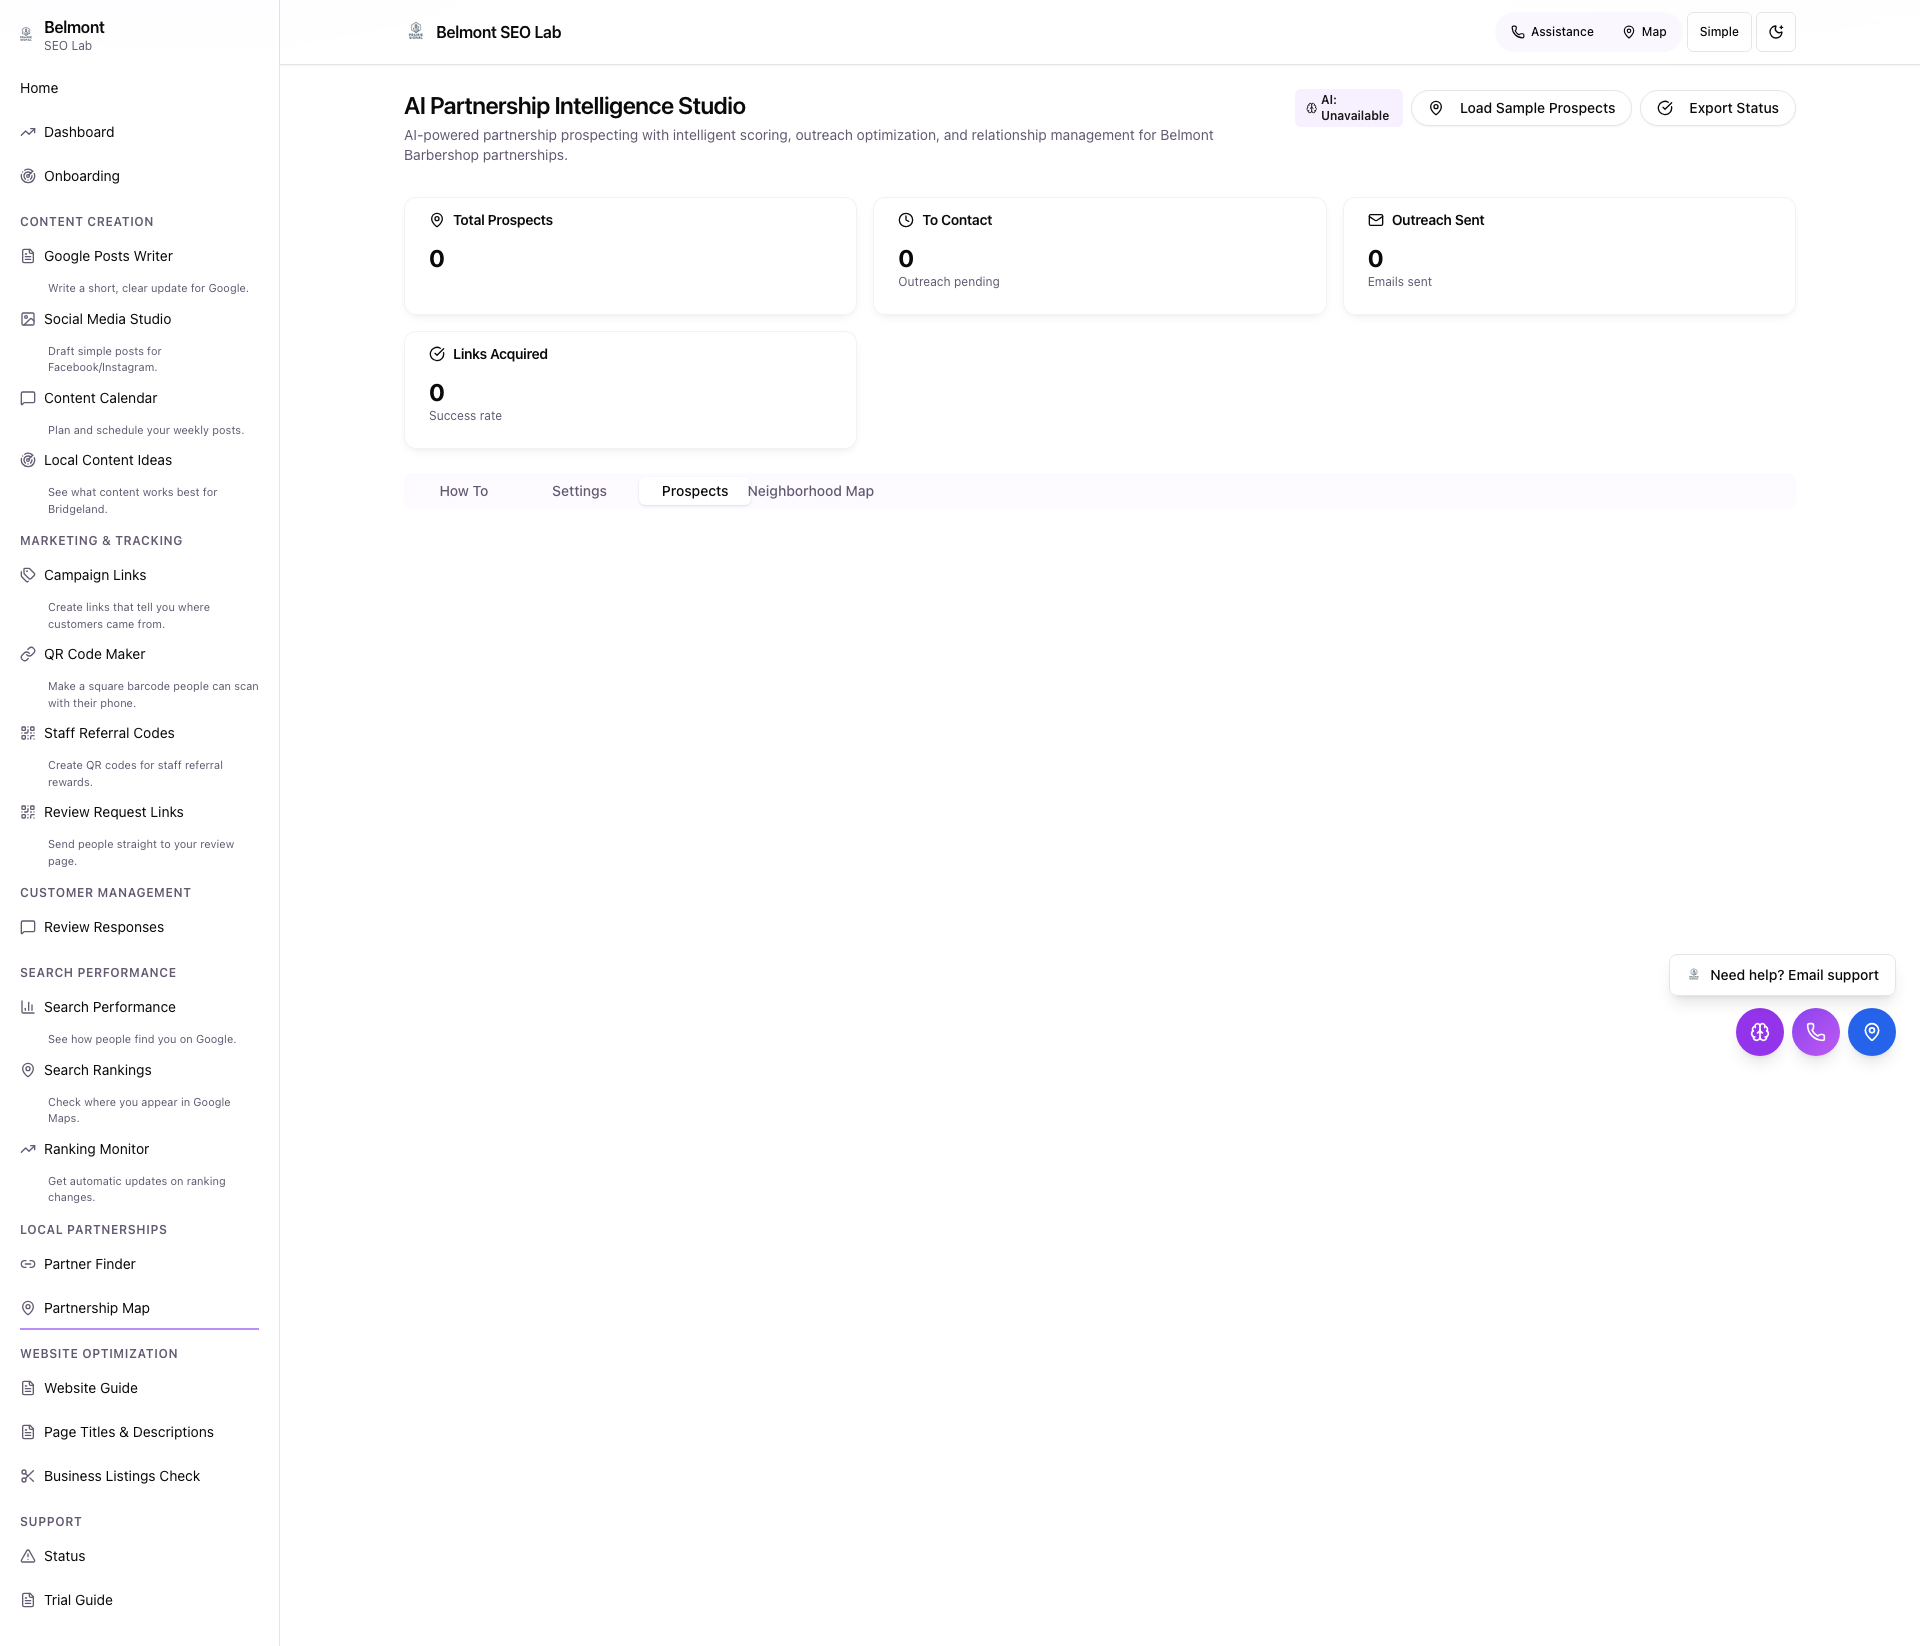 Belmont
SEO Lab
Home
Dashboard
Onboarding
CONTENT CREATION
Google Posts Writer
Write a short, clear update for Google.
Social Media Studio
Draft simple posts for
Facebook/Instagram.
Content Calendar
Plan and schedule your weekly posts.
Local Content Ideas
See what content works best for
Bridgeland.
MARKETING & TRACKING
Campaign Links
Create links that tell you where
customers came from.
QR Code Maker
Make a square barcode people can scan
with their phone.
Staff Referral Codes
Create QR codes for staff referral
rewards.
Review Request Links
Send people straight to your review
page.
CUSTOMER MANAGEMENT
Review Responses
SEARCH PERFORMANCE
Search Performance
See how people find you on Google.
Search Rankings
Check where you appear in Google
Maps.
Ranking Monitor
Get automatic updates on ranking
changes.
LOCAL PARTNERSHIPS
Partner Finder
Partnership Map
WEBSITE OPTIMIZATION
Website Guide
Page Titles & Descriptions
Business Listings Check
SUPPORT
Status
Trial Guide
Belmont SEO Lab
Assistance
Map
Simple
AI Partnership Intelligence Studio
AI-powered partnership prospecting with intelligent scoring, outreach optimization, and relationship management for Belmont
Barbershop partnerships.
AI:
Unavailable
Load Sample Prospects
Export Status
Total Prospects
0
To Contact
0
Outreach pending
Outreach Sent
0
Emails sent
Links Acquired
0
Success rate
How To
Settings
Prospects
Neighborhood Map
Need help? Email support